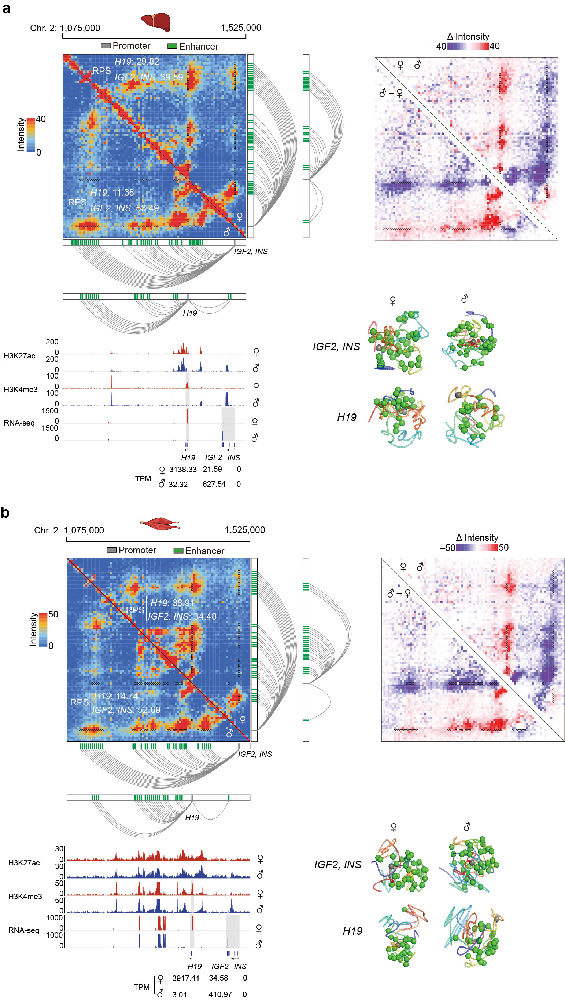 a
Chr. 2: 1,075,000
1,525,000
Promoter
Enhancer
Δ Intensity
–40
40
♀ – ♂
♂ – ♀
RPS
H19: 29.82
IGF2, INS: 39.59
Intensity
40
0
RPS
H19: 11.38
IGF2, INS: 53.49
♀
♂
IGF2, INS
H19
♀
♂
IGF2, INS
H19
H3K27ac
200
0
♀
200
0
♂
H3K4me3
100
0
♀
100
0
♂
RNA-seq
1500
0
♀
1500
0
♂
H19
IGF2
INS
TPM
♀ 3138.33 21.59 0
♂ 32.32 627.54 0
b
Chr. 2: 1,075,000
1,525,000
Promoter
Enhancer
Δ Intensity
–50
50
♀ – ♂
♂ – ♀
RPS
H19: 38.91
IGF2, INS: 34.48
Intensity
50
0
RPS
H19: 14.74
IGF2, INS: 52.69
♀
♂
IGF2, INS
H19
♀
♂
IGF2, INS
H19
H3K27ac
30
0
♀
30
0
♂
H3K4me3
50
0
♀
50
0
♂
RNA-seq
1000
0
♀
1000
0
♂
H19
IGF2
INS
TPM
♀ 3917.41 34.58 0
♂ 3.01 410.97 0